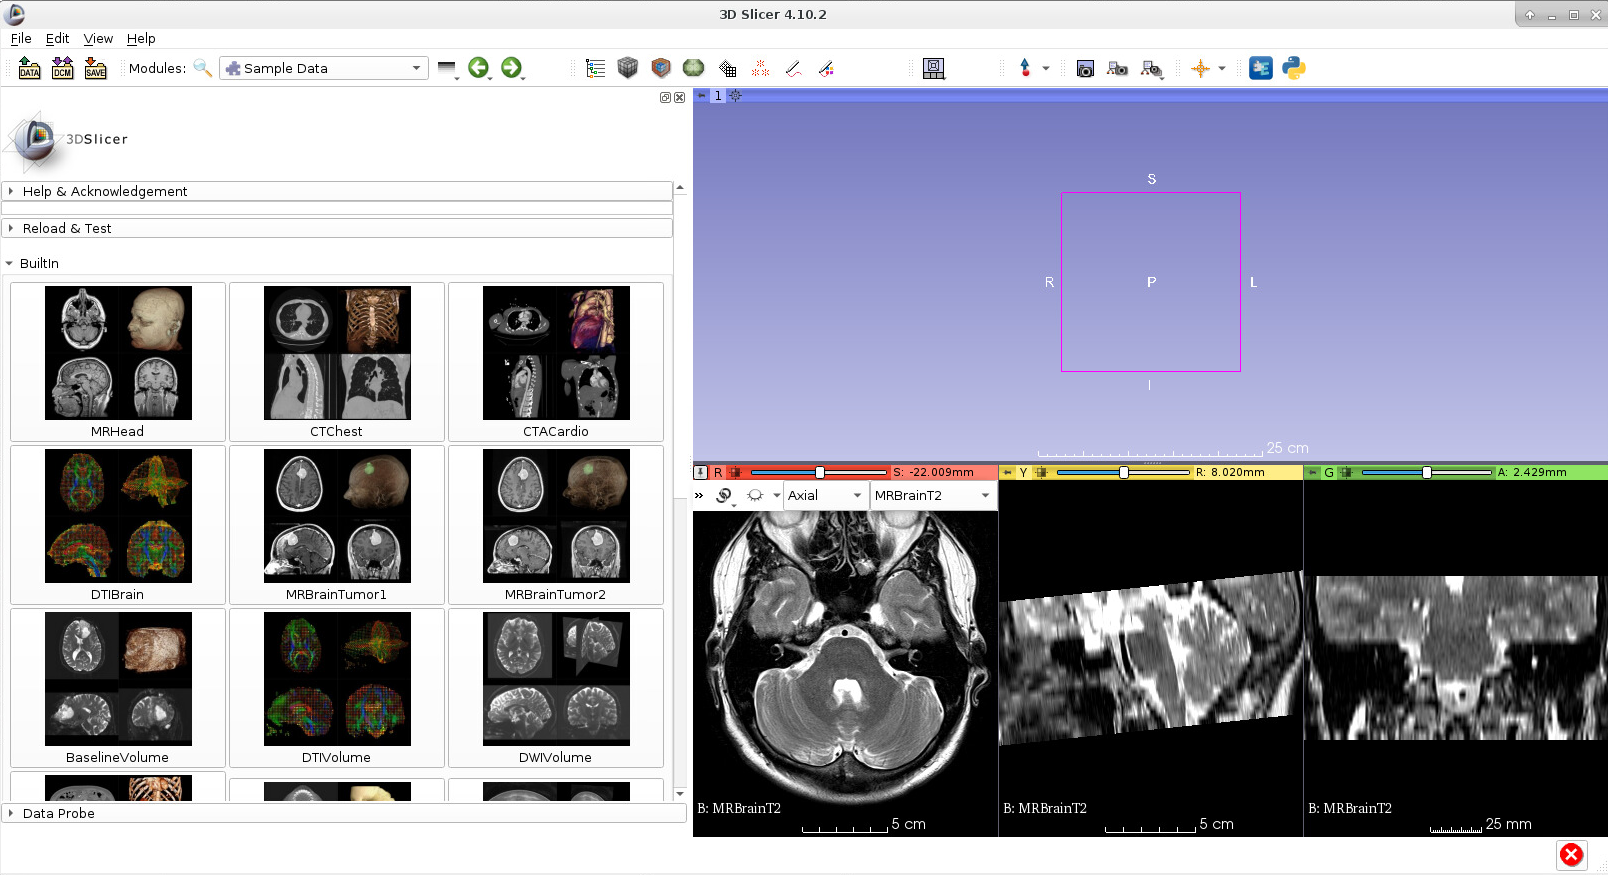 3D Slicer 4.10.2
File Edit View Help
DATA DCM SAVE Modules: Sample Data
3DSlicer
Help & Acknowledgement
Reload & Test
BuiltIn
MRHead CTChest CTACardio
DTIBrain MRBrainTumor1 MRBrainTumor2
BaselineVolume DTIVolume DWIVolume
Data Probe
1
S
R P L
I
25 cm
R S: -22.009mm
Y R: 8.020mm
G A: 2.429mm
» Axial MRBrainT2
B: MRBrainT2
5 cm
B: MRBrainT2
5 cm
B: MRBrainT2
25 mm